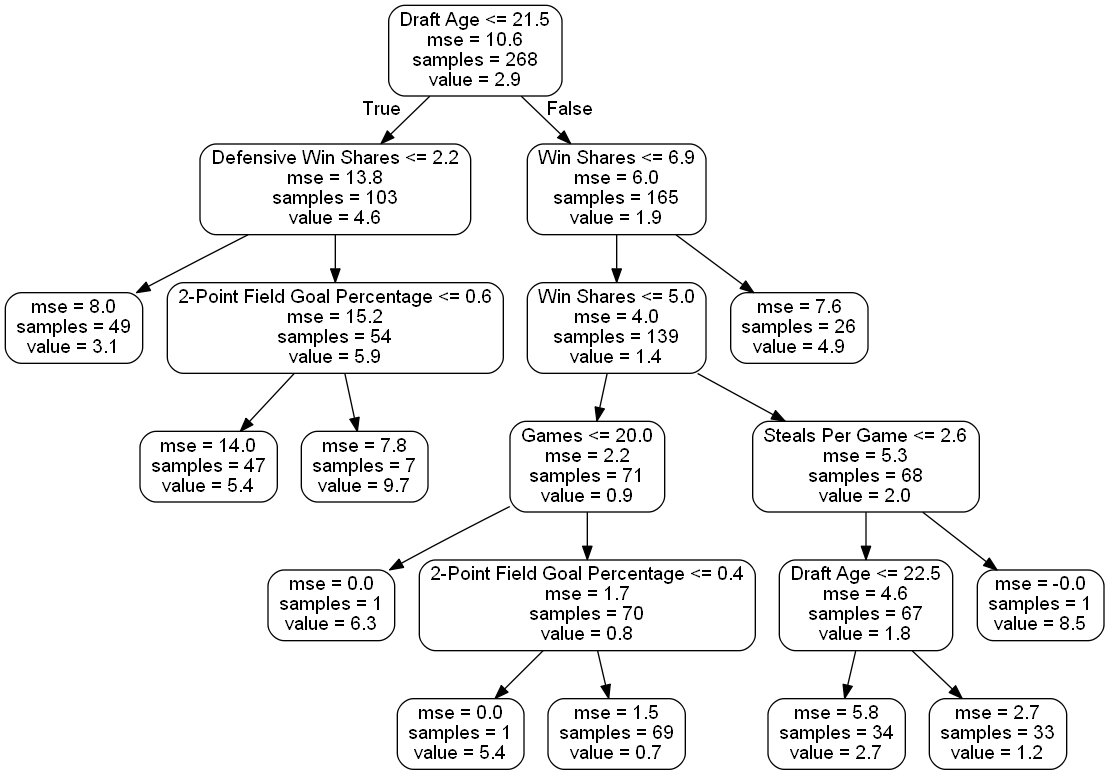 Draft Age <= 21.5
mse = 10.6
samples = 268
value = 2.9
True
False
Defensive Win Shares <= 2.2
mse = 13.8
samples = 103
value = 4.6
Win Shares <= 6.9
mse = 6.0
samples = 165
value = 1.9
mse = 8.0
samples = 49
value = 3.1
2-Point Field Goal Percentage <= 0.6
mse = 15.2
samples = 54
value = 5.9
Win Shares <= 5.0
mse = 4.0
samples = 139
value = 1.4
mse = 7.6
samples = 26
value = 4.9
mse = 14.0
samples = 47
value = 5.4
mse = 7.8
samples = 7
value = 9.7
Games <= 20.0
mse = 2.2
samples = 71
value = 0.9
Steals Per Game <= 2.6
mse = 5.3
samples = 68
value = 2.0
mse = 0.0
samples = 1
value = 6.3
2-Point Field Goal Percentage <= 0.4
mse = 1.7
samples = 70
value = 0.8
Draft Age <= 22.5
mse = 4.6
samples = 67
value = 1.8
mse = -0.0
samples = 1
value = 8.5
mse = 0.0
samples = 1
value = 5.4
mse = 1.5
samples = 69
value = 0.7
mse = 5.8
samples = 34
value = 2.7
mse = 2.7
samples = 33
value = 1.2